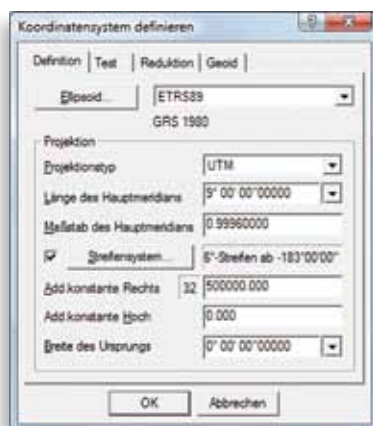 Koordinatensystem definieren
Definition Test Reduktion Geoid
Ellipsoid... ETRS89
GRS 1980
Projektion
Projektionstyp UTM
Länge des Hauptmeridians 9° 00' 00"00000
Maßstab des Hauptmeridians 0.99960000
Streifensystem... 6°-Streifen ab -183°00'00"
Add.konstante Rechts 32 500000.000
Add.konstante Hoch 0.000
Breite des Ursprungs 0° 00' 00"00000
OK Abbrechen